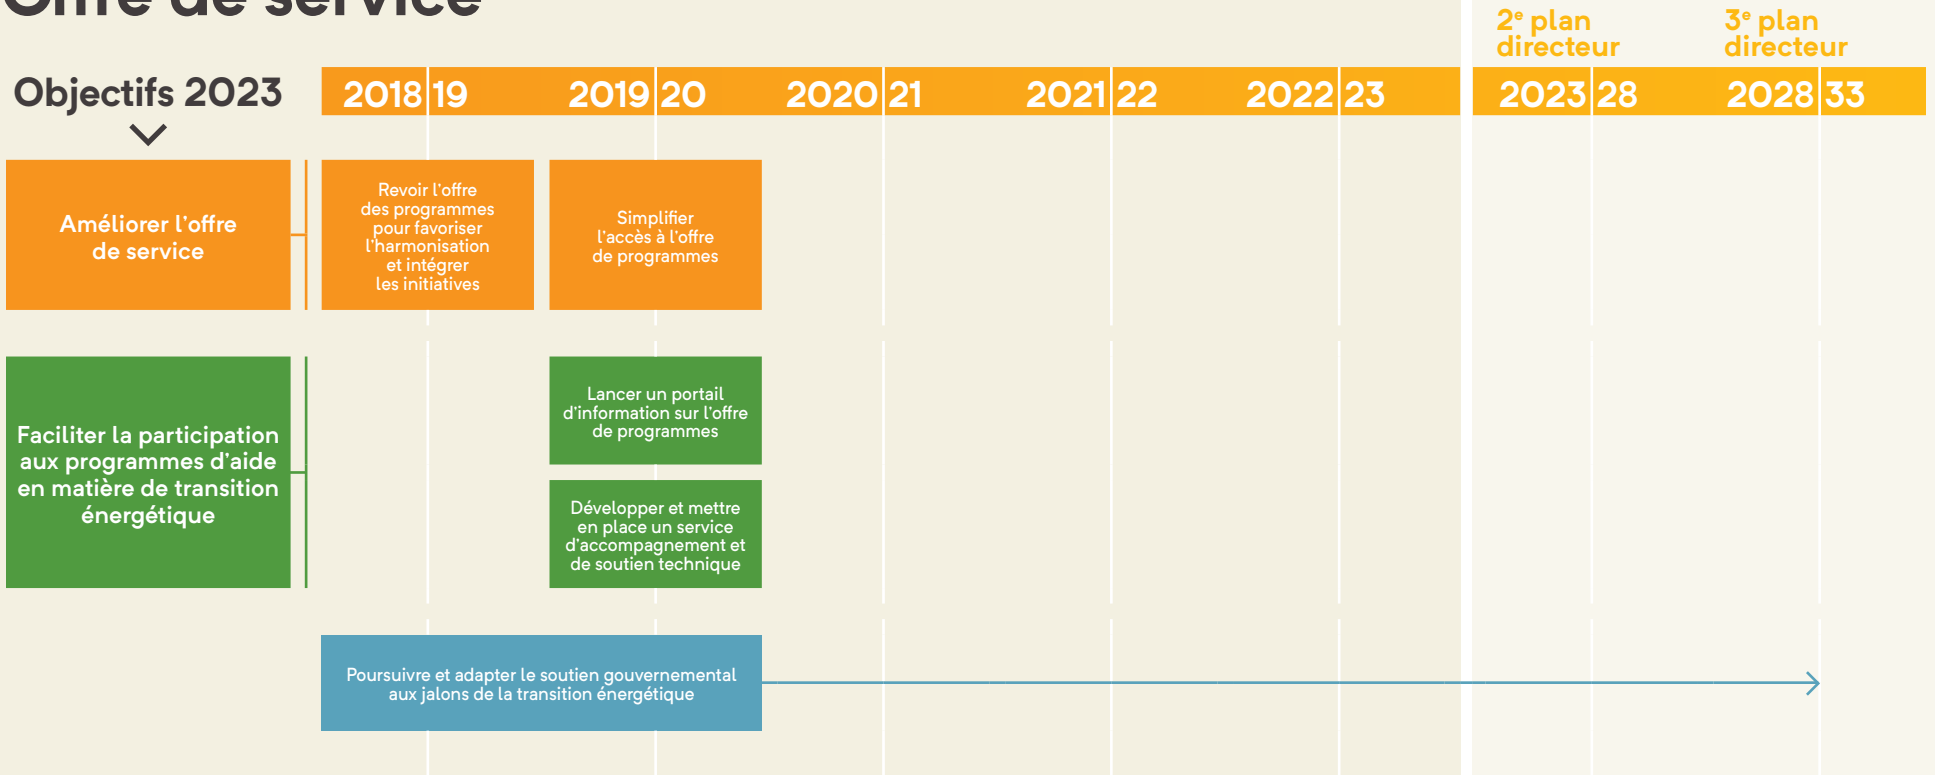 Offre de service
2e plan
directeur
3e plan
directeur
Objectifs 2023
2018 19
2019 20
2020 21
2021 22
2022 23
2023 28
2028 33
Améliorer l'offre
de service
Revoir l'offre
des programmes
pour favoriser
l'harmonisation
et intégrer
les initiatives
Simplifier
l'accès à l'offre
de programmes
Faciliter la participation
aux programmes d'aide
en matière de transition
énergétique
Lancer un portail
d'information sur l'offre
de programmes
Développer et mettre
en place un service
d'accompagnement et
de soutien technique
Poursuivre et adapter le soutien gouvernemental
aux jalons de la transition énergétique